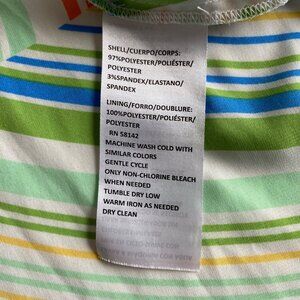 SHELL/CUERPO/CORPS:
97%POLYESTER/POLIÉSTER/
POLYESTER
3%SPANDEX/ELASTANO/
SPANDEX
LINING/FORRO/DOUBLURE:
100%POLYESTER/POLIÉSTER/
POLYESTER
RN 58142
MACHINE WASH COLD WITH
SIMILAR COLORS
GENTLE CYCLE
ONLY NON-CHLORINE BLEACH
WHEN NEEDED
TUMBLE DRY LOW
WARM IRON AS NEEDED
DRY CLEAN